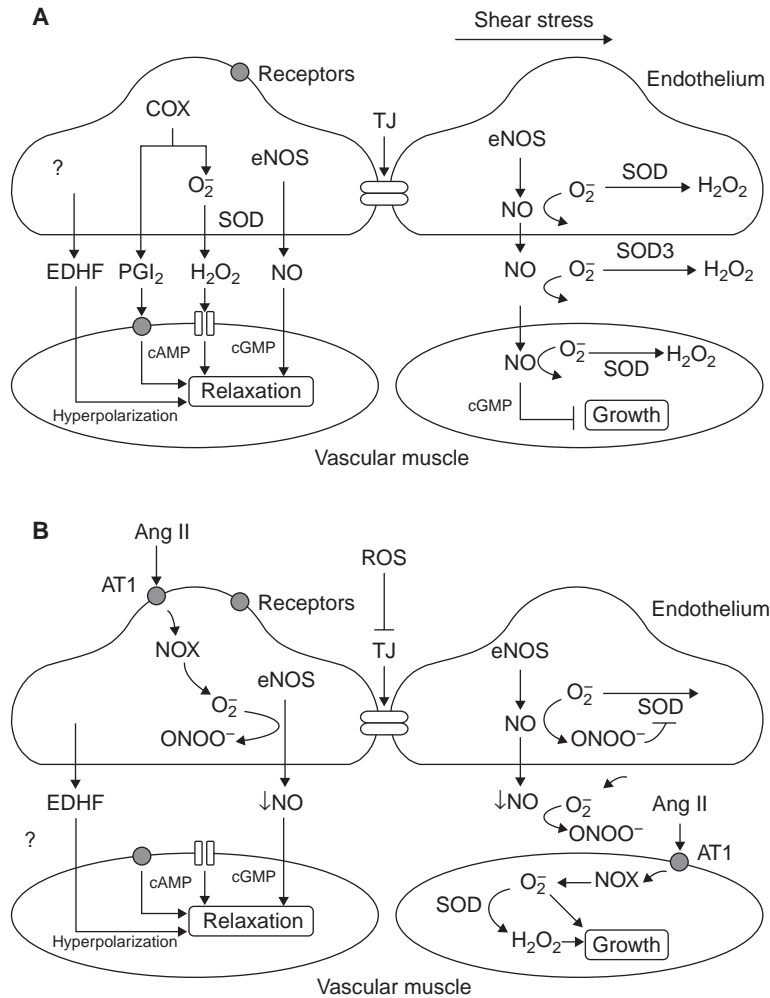 A
Shear stress
Receptors
Endothelium
COX
TJ
?
eNOS
eNOS
O₂⁻
O₂⁻ SOD H₂O₂
SOD
NO
EDHF PGI₂ H₂O₂ NO
NO O₂⁻ SOD3 H₂O₂
cAMP cGMP
NO O₂⁻ SOD H₂O₂
Relaxation
Hyperpolarization
cGMP
Growth
Vascular muscle
B
Ang II
ROS
AT1
Receptors
Endothelium
NOX
TJ
eNOS
eNOS
O₂⁻
O₂⁻
SOD
ONOO⁻
NO
ONOO⁻
EDHF
↓NO
↓NO
O₂⁻
Ang II
ONOO⁻
?
AT1
cAMP cGMP
O₂⁻ NOX
Relaxation
SOD
Hyperpolarization
H₂O₂ Growth
Vascular muscle